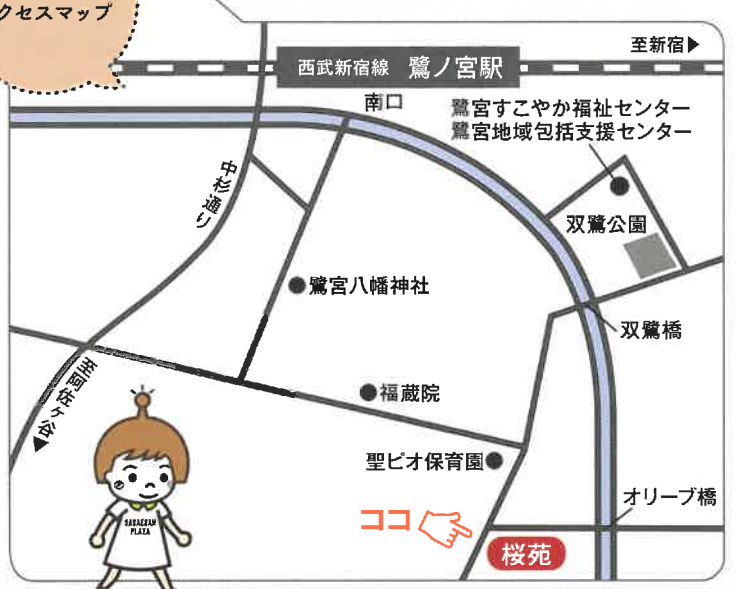 クセスマップ
至新宿▶
西武新宿線 鷺ノ宮駅
南口
鷺宮すこやか福祉センター
鷺宮地域包括支援センター
中杉通り
双鷺公園
鷺宮八幡神社
双鷺橋
至阿佐ヶ谷▶
福蔵院
聖ピオ保育園
オリーブ橋
ココ
桜苑
PLAZA